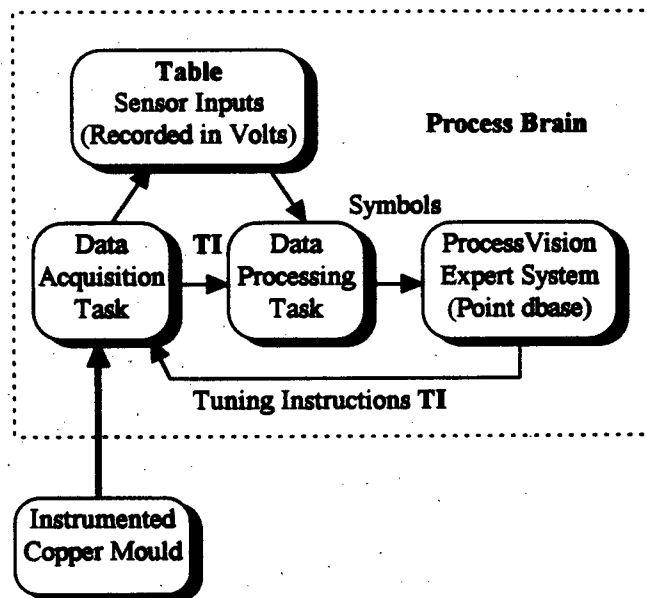 Table
Sensor Inputs
(Recorded in Volts)
Process Brain
Symbols
Data
Acquisition
Task
TI
Data
Processing
Task
ProcessVision
Expert System
(Point dbase)
Tuning Instructions TI
Instrumented
Copper Mould